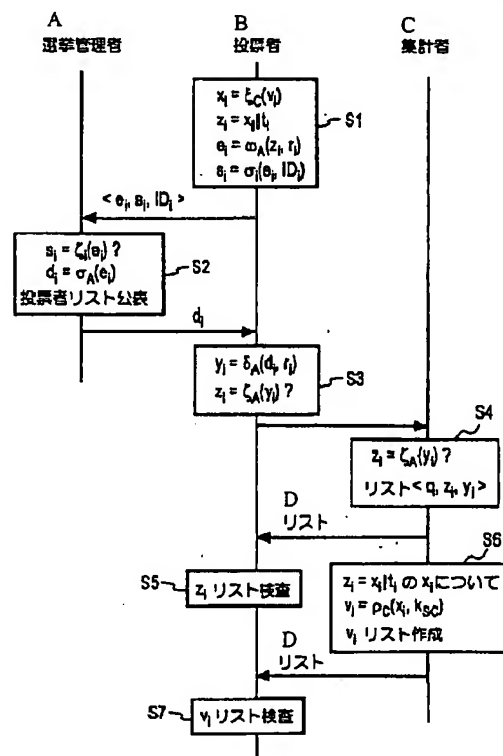 A
選挙管理者
B
投票者
C
集計者
xᵢ = ξC(vᵢ)
zᵢ = xᵢ‖tᵢ
eᵢ = ωA(zᵢ, rᵢ)
sᵢ = σᵢ(eᵢ, IDᵢ)
S1
< eᵢ, sᵢ, IDᵢ >
sᵢ = ζᵢ(eᵢ) ?
dᵢ = σA(eᵢ)
投票者リスト公表
S2
dᵢ
yᵢ = δA(dᵢ, rᵢ)
zᵢ = ζA(yᵢ) ?
S3
S4
zᵢ = ζA(yᵢ) ?
リスト< q, zᵢ, yᵢ >
D
リスト
S5
zᵢ リスト検査
S6
zᵢ = xᵢ‖tᵢ の xᵢ について
vᵢ = ρC(xᵢ, kSC)
vᵢ リスト作成
D
リスト
S7
vᵢ リスト検査